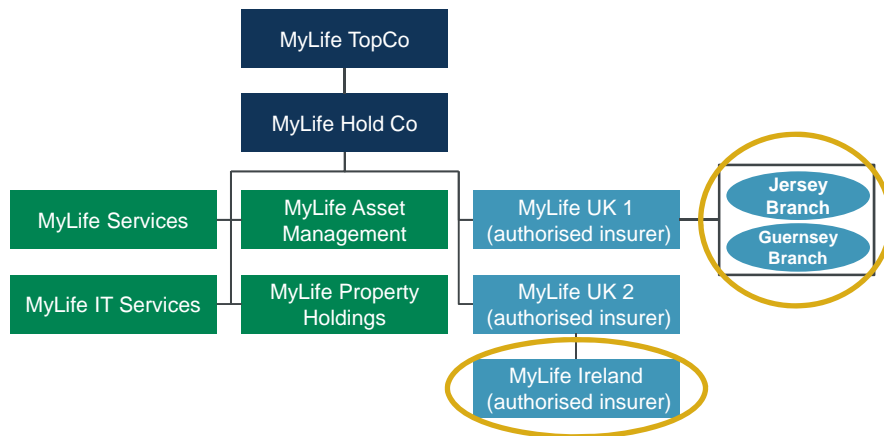 MyLife TopCo
MyLife Hold Co
MyLife Services
MyLife Asset
Management
MyLife UK 1
(authorised insurer)
Jersey
Branch
Guernsey
Branch
MyLife IT Services
MyLife Property
Holdings
MyLife UK 2
(authorised insurer)
MyLife Ireland
(authorised insurer)